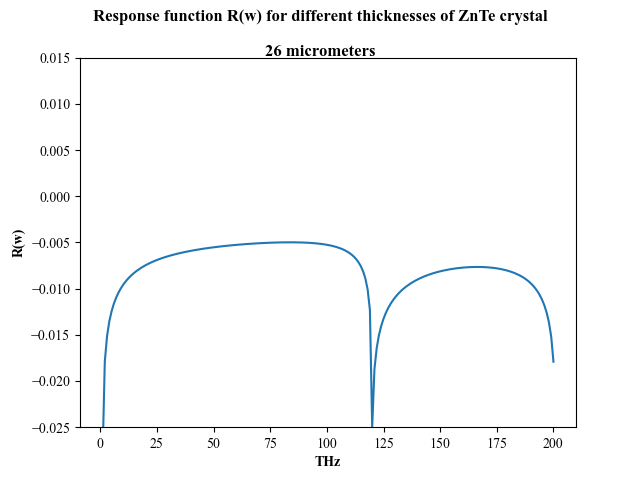 Response function R(w) for different thicknesses of ZnTe crystal
26 micrometers
0.015
0.010
0.005
0.000
−0.005
−0.010
−0.015
−0.020
−0.025
R(w)
0 25 50 75 100 125 150 175 200
THz